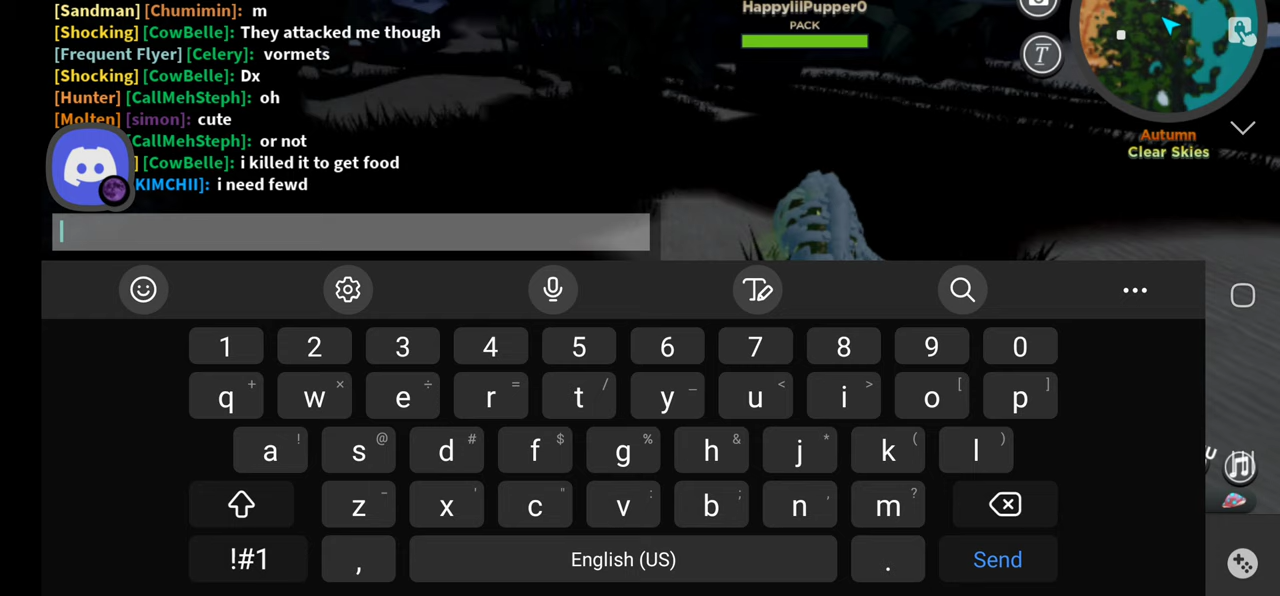 [Sandman] [Chumimin]: m
[Shocking] [CowBelle]: They attacked me though
[Frequent Flyer] [Celery]: vormets
[Shocking] [CowBelle]: Dx
[Hunter] [CallMehSteph]: oh
[Molten] [simon]: cute
[CallMehSteph]: or not
] [CowBelle]: i killed it to get food
KIMCHII]: i need fewd
HappylilPupper0
PACK
T
Autumn
Clear Skies
1 2 3 4 5 6 7 8 9 0
q + w × e ÷ r = t / y _ u < i > o [ p ]
a ! s @ d # f $ g % h & j * k ( l )
z - x ' c " v : b ; n , m ?
!#1 , English (US) . Send